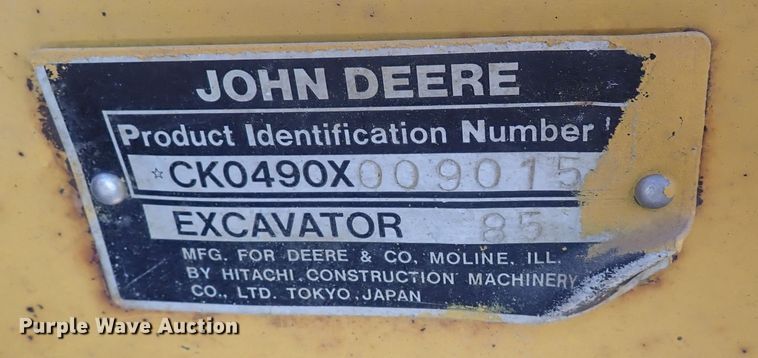 JOHN DEERE
Product Identification Number
☆CK0490X009015
EXCAVATOR 85
MFG. FOR DEERE & CO. MOLINE, ILL.
BY HITACHI CONSTRUCTION MACHINERY
CO., LTD. TOKYO, JAPAN
Purple Wave Auction